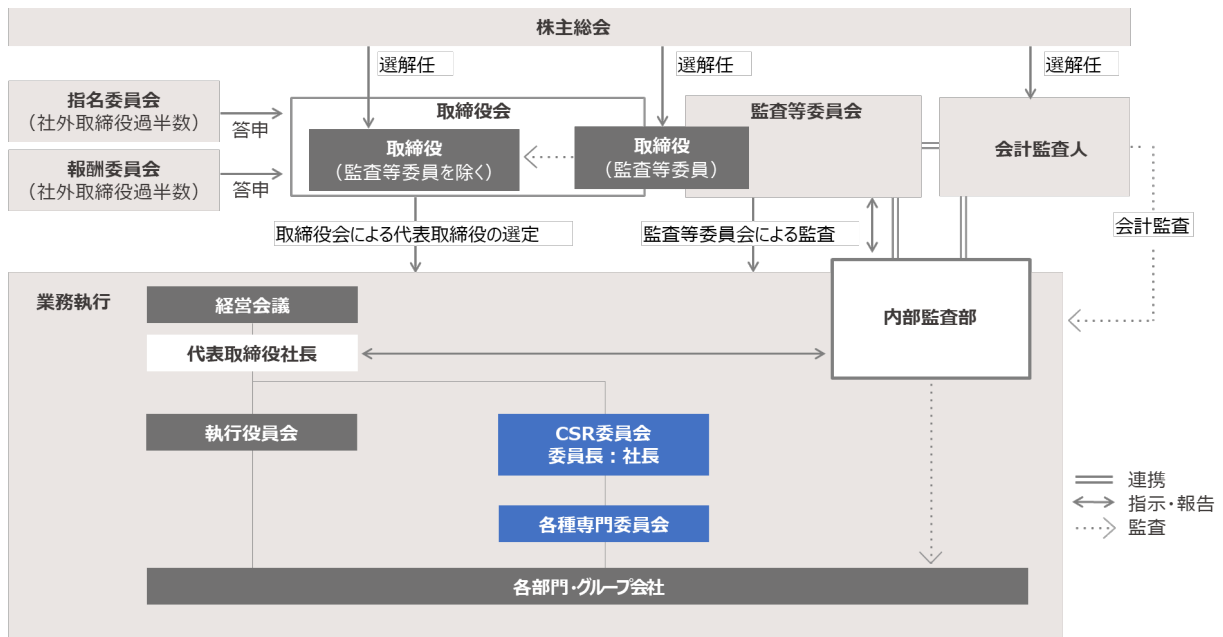 株主総会
選解任
選解任
選解任
指名委員会
（社外取締役過半数）
答申
報酬委員会
（社外取締役過半数）
答申
取締役会
取締役
（監査等委員を除く）
取締役
（監査等委員）
監査等委員会
会計監査人
会計監査
取締役会による代表取締役の選定
監査等委員会による監査
業務執行
経営会議
代表取締役社長
内部監査部
執行役員会
CSR委員会
委員長：社長
各種専門委員会
各部門・グループ会社
連携
指示・報告
監査